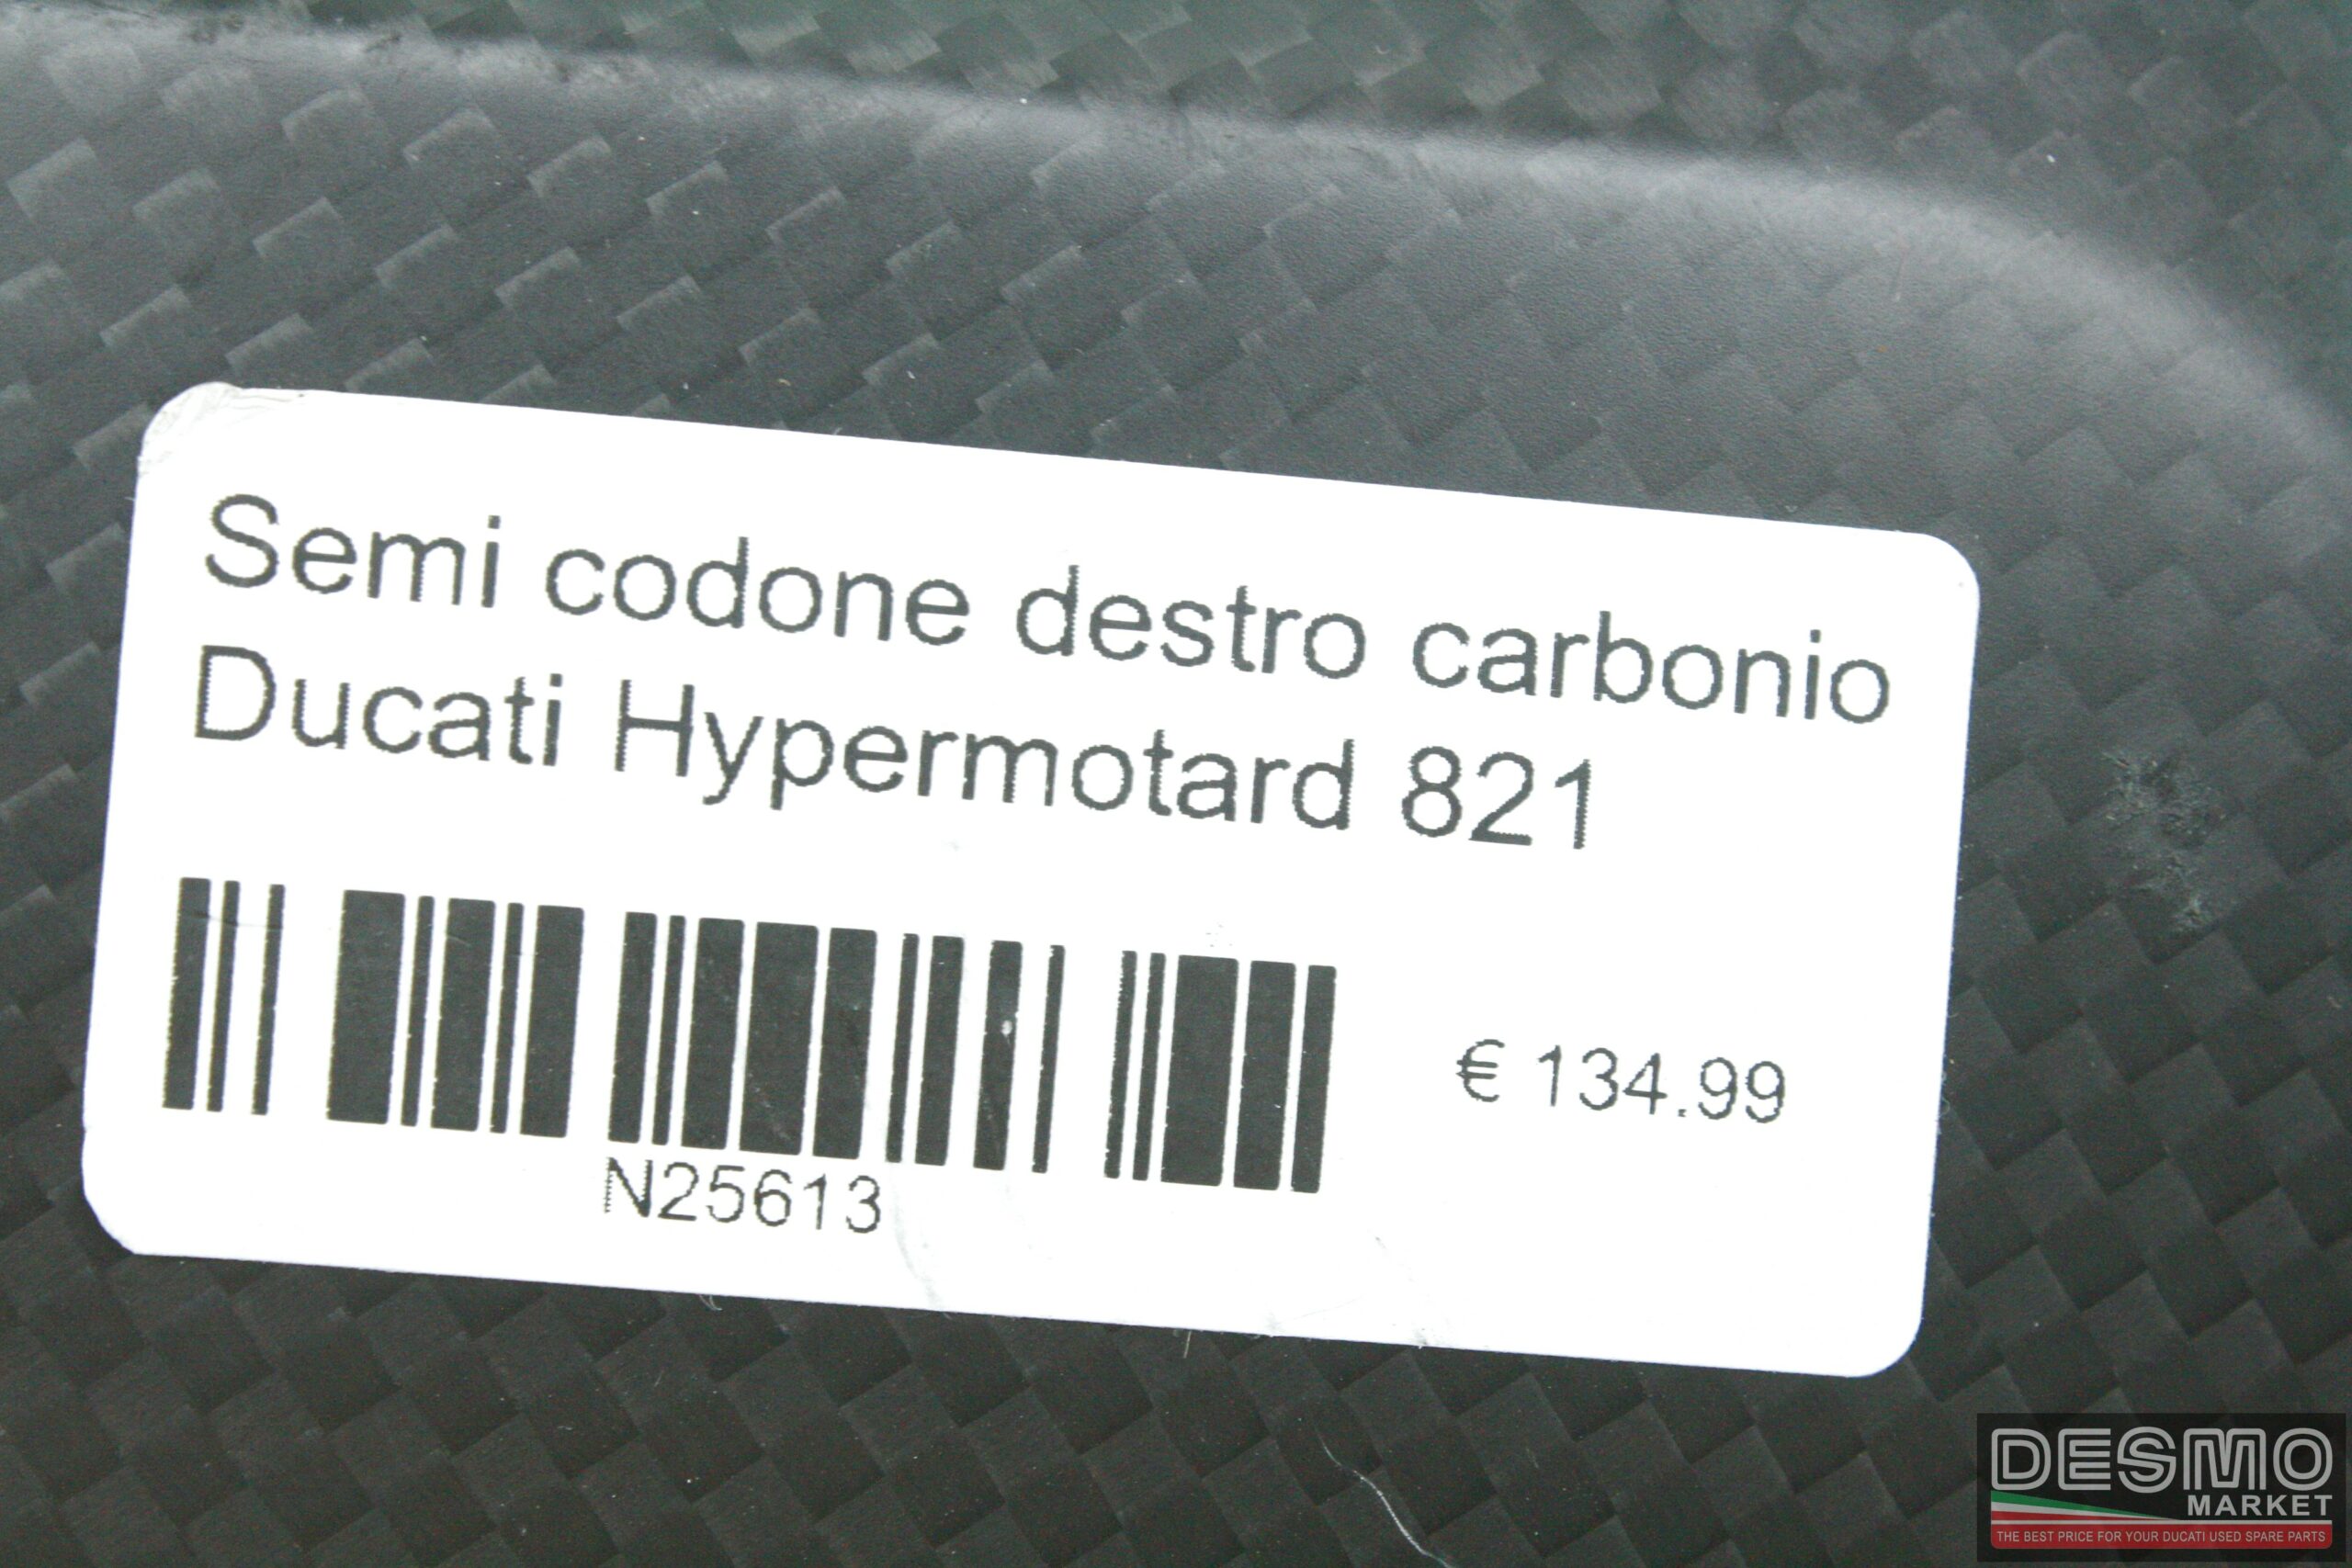 Semi codone destro carbonio
Ducati Hypermotard 821
€ 134.99
N25613
DESMO
MARKET
THE BEST PRICE FOR YOUR DUCATI USED SPARE PARTS